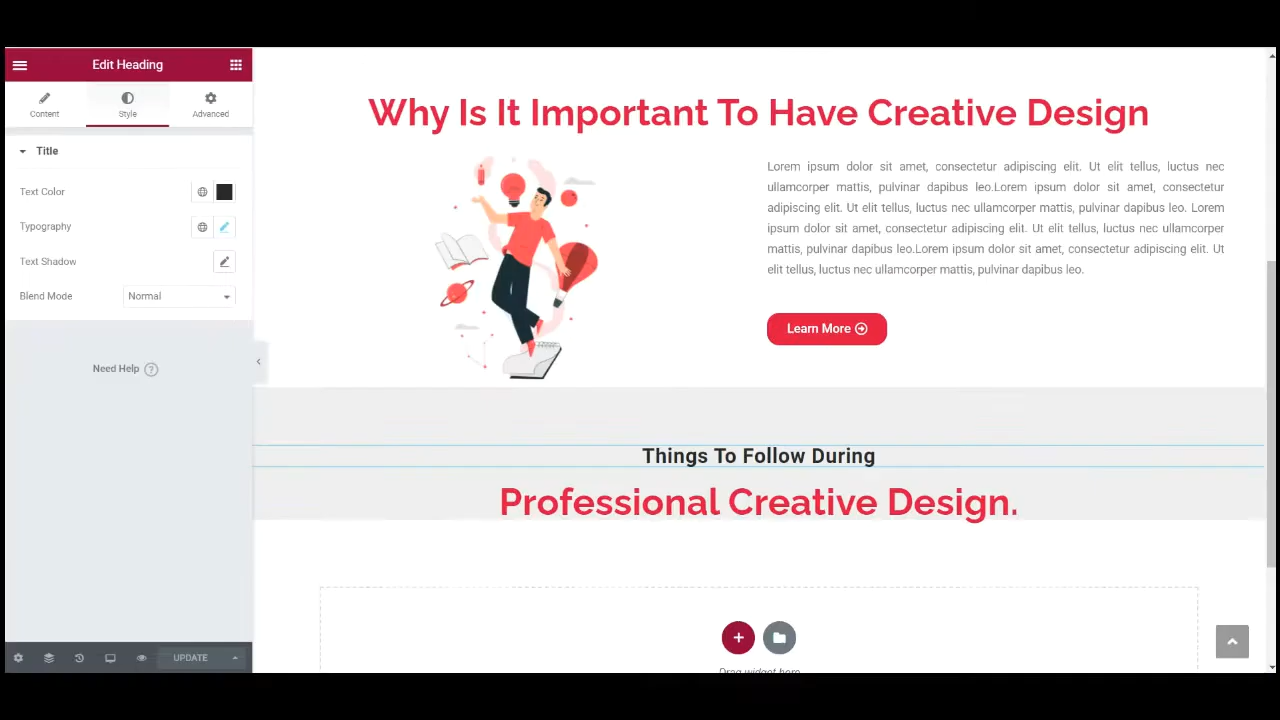 Edit Heading
Content
Style
Advanced
Title
Text Color
Typography
Text Shadow
Blend Mode
Normal
Need Help ?
UPDATE
Why Is It Important To Have Creative Design
Lorem ipsum dolor sit amet, consectetur adipiscing elit. Ut elit tellus, luctus nec
ullamcorper mattis, pulvinar dapibus leo.Lorem ipsum dolor sit amet, consectetur
adipiscing elit. Ut elit tellus, luctus nec ullamcorper mattis, pulvinar dapibus leo. Lorem
ipsum dolor sit amet, consectetur adipiscing elit. Ut elit tellus, luctus nec ullamcorper
mattis, pulvinar dapibus leo.Lorem ipsum dolor sit amet, consectetur adipiscing elit. Ut
elit tellus, luctus nec ullamcorper mattis, pulvinar dapibus leo.
Learn More
Things To Follow During
Professional Creative Design.
Drag widget here